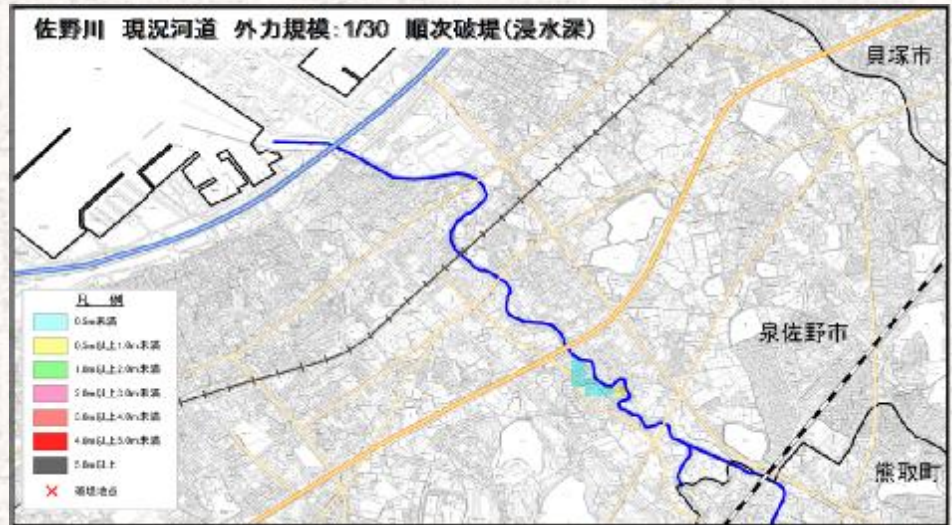 佐野川 現況河道 外力規模：1/30 順次破堤(浸水深)
貝塚市
泉佐野市
熊取町
凡 例
0.5m未満
0.5m以上1.0m未満
1.0m以上2.0m未満
2.0m以上3.0m未満
3.0m以上4.0m未満
4.0m以上5.0m未満
5.0m以上
破堤地点